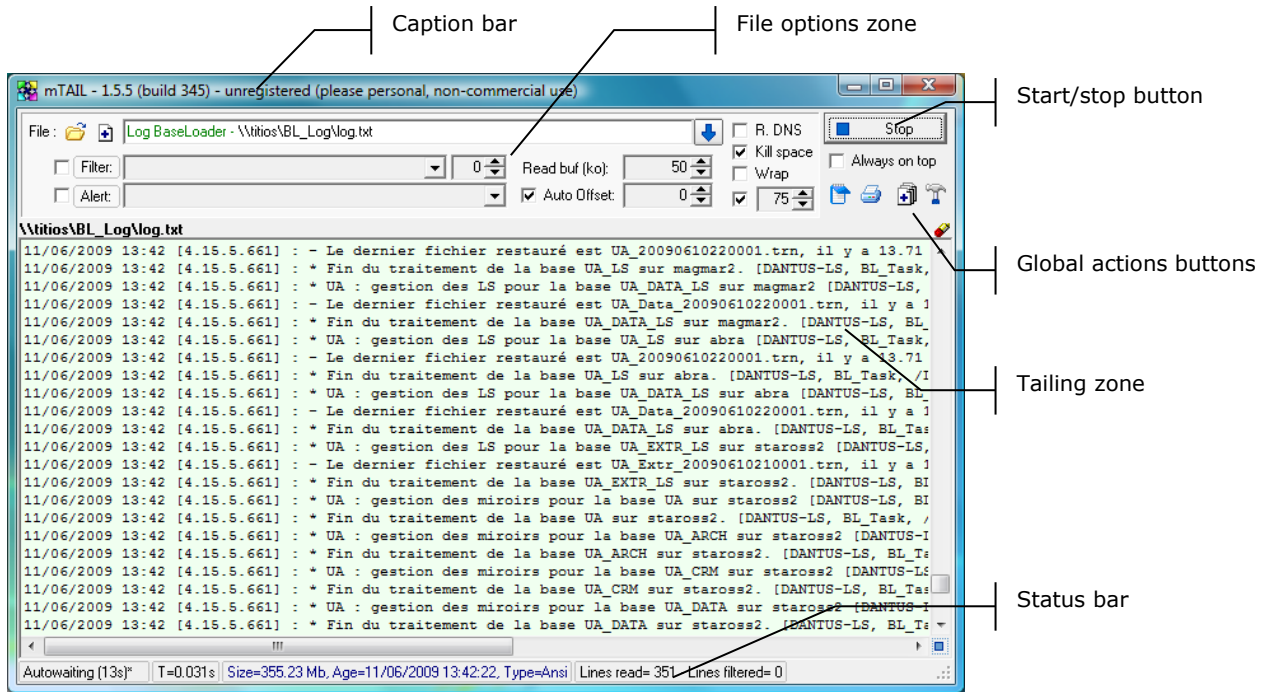 Caption bar
File options zone
mTAIL - 1.5.5 (build 345) - unregistered (please personal, non-commercial use)
Start/stop button
File :
Log BaseLoader - \\titios\BL_Log\log.txt
R. DNS
Stop
Filter:
0
Read buf (ko):
50
Kill space
Always on top
Wrap
Alert:
Auto Offset:
0
75
\\titios\BL_Log\log.txt
Global actions buttons
11/06/2009 13:42 [4.15.5.661] : - Le dernier fichier restauré est UA_20090610220001.trn, il y a 13.71
11/06/2009 13:42 [4.15.5.661] : * Fin du traitement de la base UA_LS sur magmar2. [DANTUS-LS, BL_Task,
11/06/2009 13:42 [4.15.5.661] : * UA : gestion des LS pour la base UA_DATA_LS sur magmar2 [DANTUS-LS,
11/06/2009 13:42 [4.15.5.661] : - Le dernier fichier restauré est UA_Data_20090610220001.trn, il y a 1
11/06/2009 13:42 [4.15.5.661] : * Fin du traitement de la base UA_DATA_LS sur magmar2. [DANTUS-LS, BL_
11/06/2009 13:42 [4.15.5.661] : * UA : gestion des LS pour la base UA_LS sur abra [DANTUS-LS, BL_Task,
11/06/2009 13:42 [4.15.5.661] : - Le dernier fichier restauré est UA_20090610220001.trn, il y a 13.71
11/06/2009 13:42 [4.15.5.661] : * Fin du traitement de la base UA_LS sur abra. [DANTUS-LS, BL_Task, /I
11/06/2009 13:42 [4.15.5.661] : * UA : gestion des LS pour la base UA_DATA_LS sur abra [DANTUS-LS, BL_
11/06/2009 13:42 [4.15.5.661] : - Le dernier fichier restauré est UA_Data_20090610220001.trn, il y a 1
11/06/2009 13:42 [4.15.5.661] : * Fin du traitement de la base UA_DATA_LS sur abra. [DANTUS-LS, BL_Tas
11/06/2009 13:42 [4.15.5.661] : * UA : gestion des LS pour la base UA_EXTR_LS sur staross2 [DANTUS-LS,
11/06/2009 13:42 [4.15.5.661] : - Le dernier fichier restauré est UA_Extr_20090610210001.trn, il y a 1
11/06/2009 13:42 [4.15.5.661] : * Fin du traitement de la base UA_EXTR_LS sur staross2. [DANTUS-LS, BI
11/06/2009 13:42 [4.15.5.661] : * UA : gestion des miroirs pour la base UA sur staross2 [DANTUS-LS, BI
11/06/2009 13:42 [4.15.5.661] : * Fin du traitement de la base UA sur staross2. [DANTUS-LS, BL_Task, /
11/06/2009 13:42 [4.15.5.661] : * UA : gestion des miroirs pour la base UA_ARCH sur staross2 [DANTUS-I
11/06/2009 13:42 [4.15.5.661] : * Fin du traitement de la base UA_ARCH sur staross2. [DANTUS-LS, BL_Ta
11/06/2009 13:42 [4.15.5.661] : * UA : gestion des miroirs pour la base UA_CRM sur staross2 [DANTUS-LS
11/06/2009 13:42 [4.15.5.661] : * Fin du traitement de la base UA_CRM sur staross2. [DANTUS-LS, BL_Tas
11/06/2009 13:42 [4.15.5.661] : * UA : gestion des miroirs pour la base UA_DATA sur staross2 [DANTUS-I
11/06/2009 13:42 [4.15.5.661] : * Fin du traitement de la base UA_DATA sur staross2. [DANTUS-LS, BL_Ta
Tailing zone
Status bar
Autowaiting (13s)*
T=0.031s
Size=355.23 Mb, Age=11/06/2009 13:42:22, Type=Ansi
Lines read= 351
Lines filtered= 0